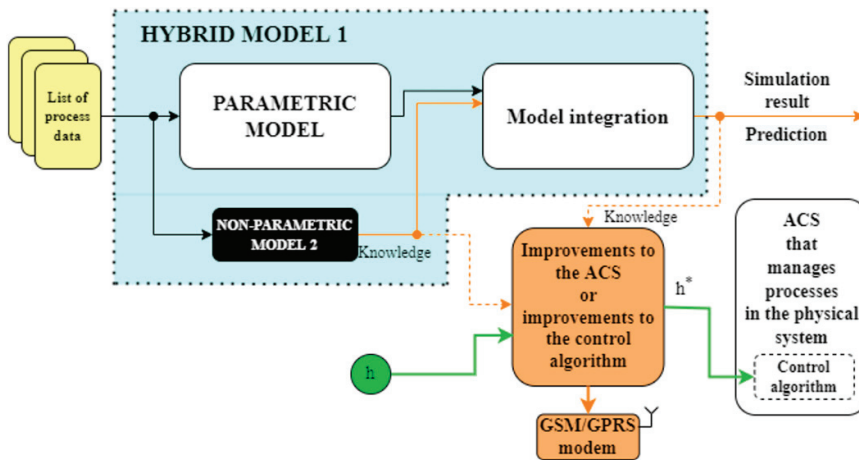 HYBRID MODEL 1
List of
process
data
PARAMETRIC
MODEL
Model integration
Simulation
result
Prediction
NON-PARAMETRIC
MODEL 2
Knowledge
Knowledge
Improvements to
the ACS
or
improvements to
the control
algorithm
h*
h
GSM/GPRS
modem
ACS
that
manages
processes
in the physical
system
Control
algorithm